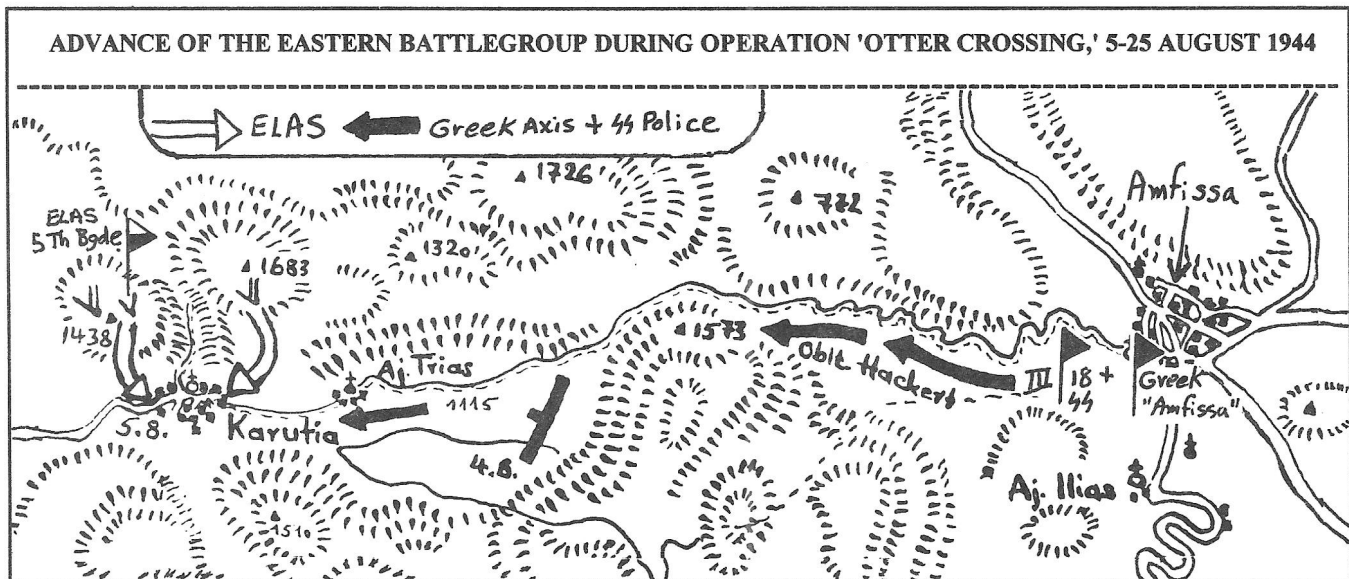 ADVANCE OF THE EASTERN BATTLEGROUP DURING OPERATION 'OTTER CROSSING,' 5-25 AUGUST 1944
ELAS
Greek Axis + SS Police
1726
772
Amfissa
ELAS
5Th Bgde
1683
1320
1438
1573
Oblt. Hackert
III
18 +
SS
Greek
"Amfissa"
Aj. Trias
1115
5.8.
Karutia
4.8.
Aj. Ilias
1510